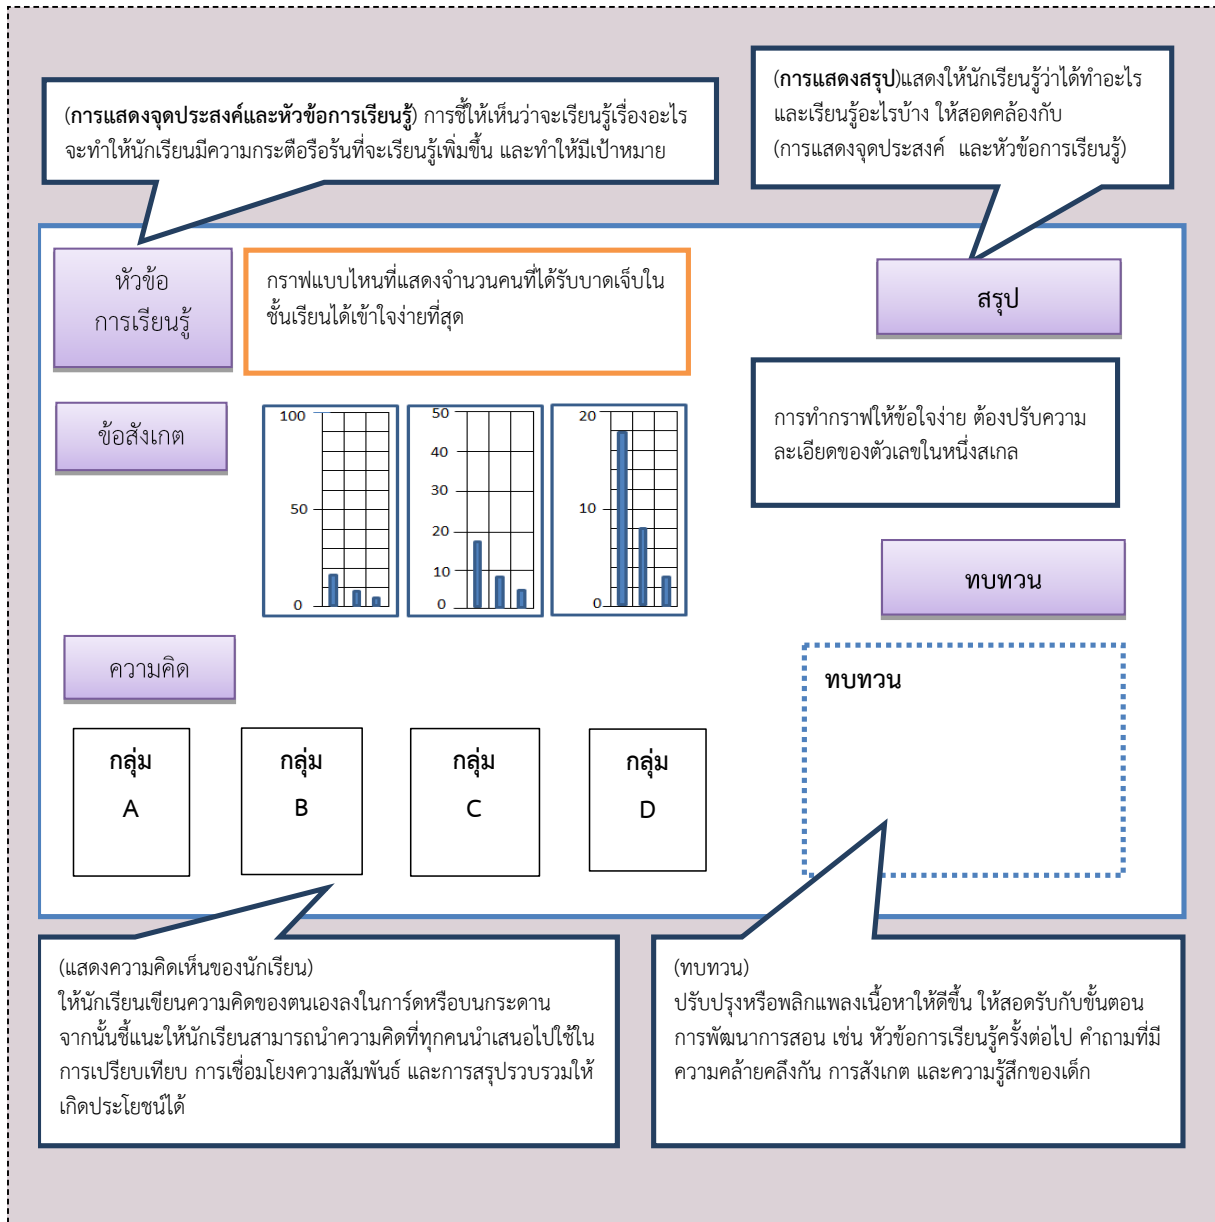 (การแสดงจุดประสงค์และหัวข้อการเรียนรู้) การชี้ให้เห็นว่าจะเรียนรู้เรื่องอะไร
จะทำให้นักเรียนมีความกระตือรือร้นที่จะเรียนรู้เพิ่มขึ้น และทำให้มีเป้าหมาย
(การแสดงสรุป)แสดงให้นักเรียนรู้ว่าได้ทำอะไร
และเรียนรู้อะไรบ้าง ให้สอดคล้องกับ
(การแสดงจุดประสงค์ และหัวข้อการเรียนรู้)
หัวข้อ
การเรียนรู้
กราฟแบบไหนที่แสดงจำนวนคนที่ได้รับบาดเจ็บใน
ชั้นเรียนได้เข้าใจง่ายที่สุด
สรุป
ข้อสังเกต
100
50
0
50
40
30
20
10
0
20
10
0
การทำกราฟให้ข้อใจง่าย ต้องปรับความ
ละเอียดของตัวเลขในหนึ่งสเกล
ทบทวน
ความคิด
ทบทวน
กลุ่ม
A
กลุ่ม
B
กลุ่ม
C
กลุ่ม
D
(แสดงความคิดเห็นของนักเรียน)
ให้นักเรียนเขียนความคิดของตนเองลงในการ์ดหรือบนกระดาน
จากนั้นชี้แนะให้นักเรียนสามารถนำความคิดที่ทุกคนนำเสนอไปใช้ใน
การเปรียบเทียบ การเชื่อมโยงความสัมพันธ์ และการสรุปรวบรวมให้
เกิดประโยชน์ได้
(ทบทวน)
ปรับปรุงหรือพลิกแพลงเนื้อหาให้ดีขึ้น ให้สอดรับกับขั้นตอน
การพัฒนาการสอน เช่น หัวข้อการเรียนรู้ครั้งต่อไป คำถามที่มี
ความคล้ายคลึงกัน การสังเกต และความรู้สึกของเด็ก